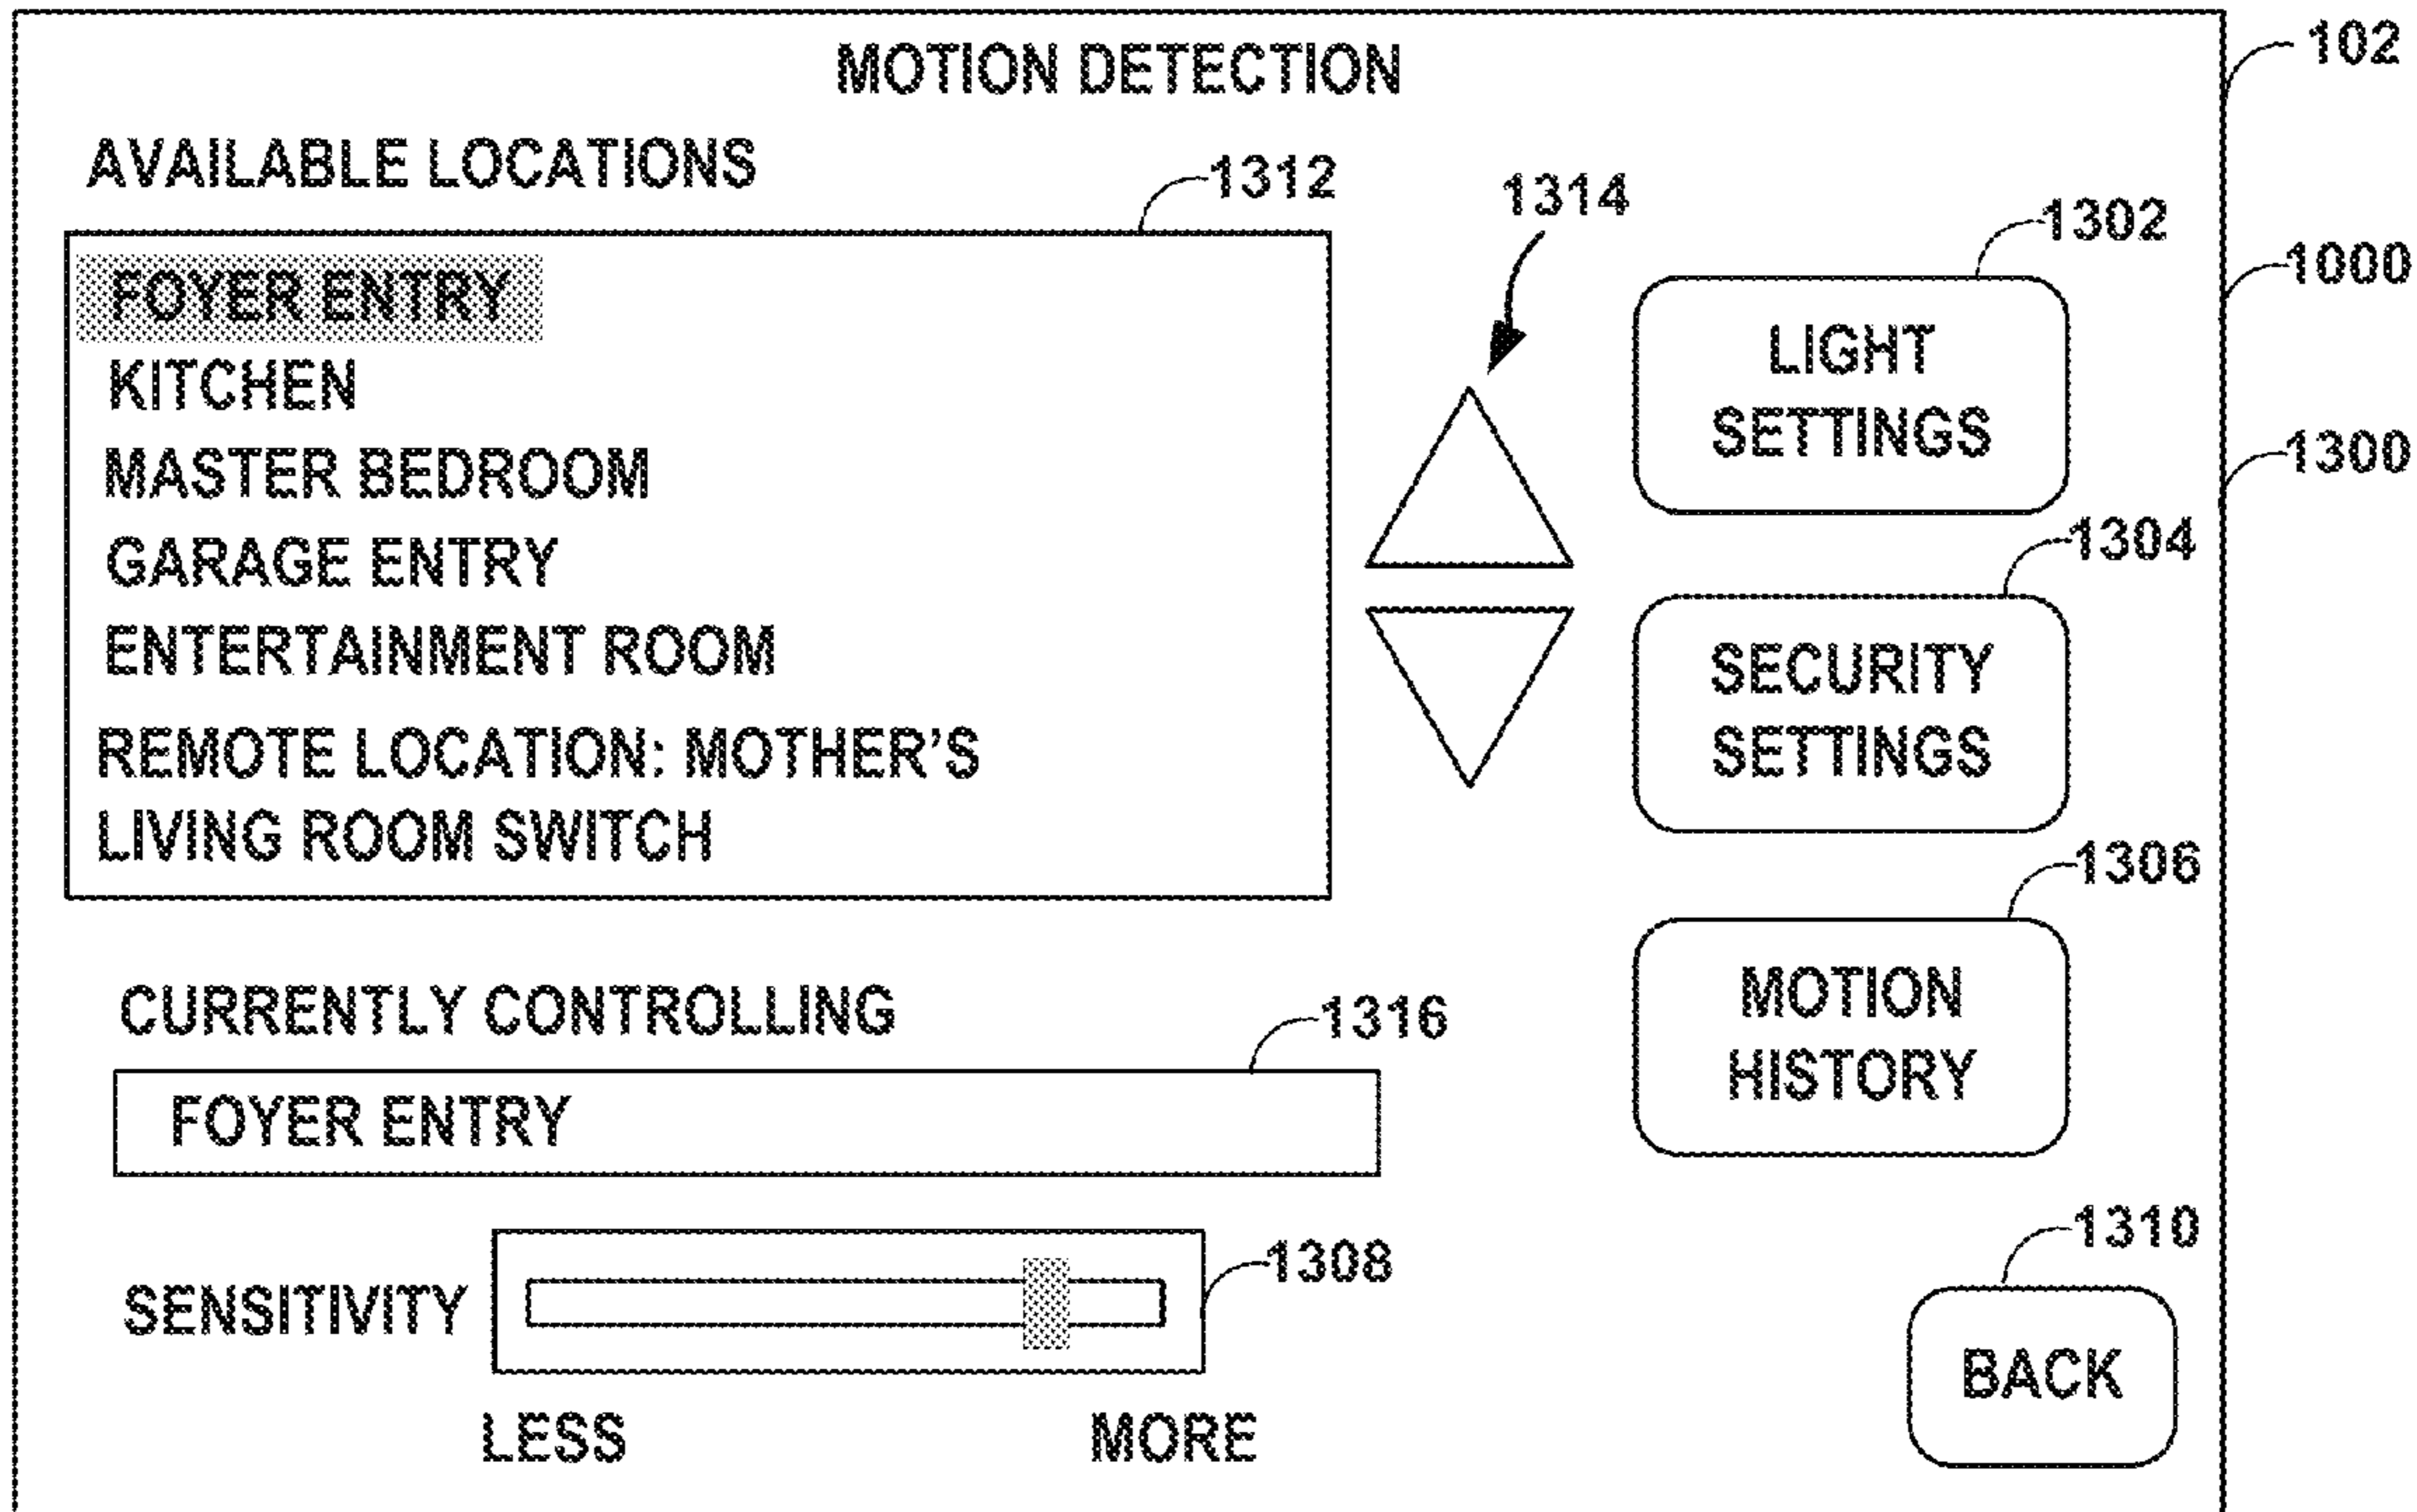 MOTION DETECTION
102
AVAILABLE LOCATIONS
1312
1314
1302
1000
FOYER ENTRY
LIGHT
SETTINGS
KITCHEN
MASTER BEDROOM
1300
GARAGE ENTRY
1304
ENTERTAINMENT ROOM
SECURITY
SETTINGS
REMOTE LOCATION: MOTHER'S
LIVING ROOM SWITCH
1306
CURRENTLY CONTROLLING
1316
MOTION
HISTORY
FOYER ENTRY
1310
SENSITIVITY
1308
BACK
LESS
MORE